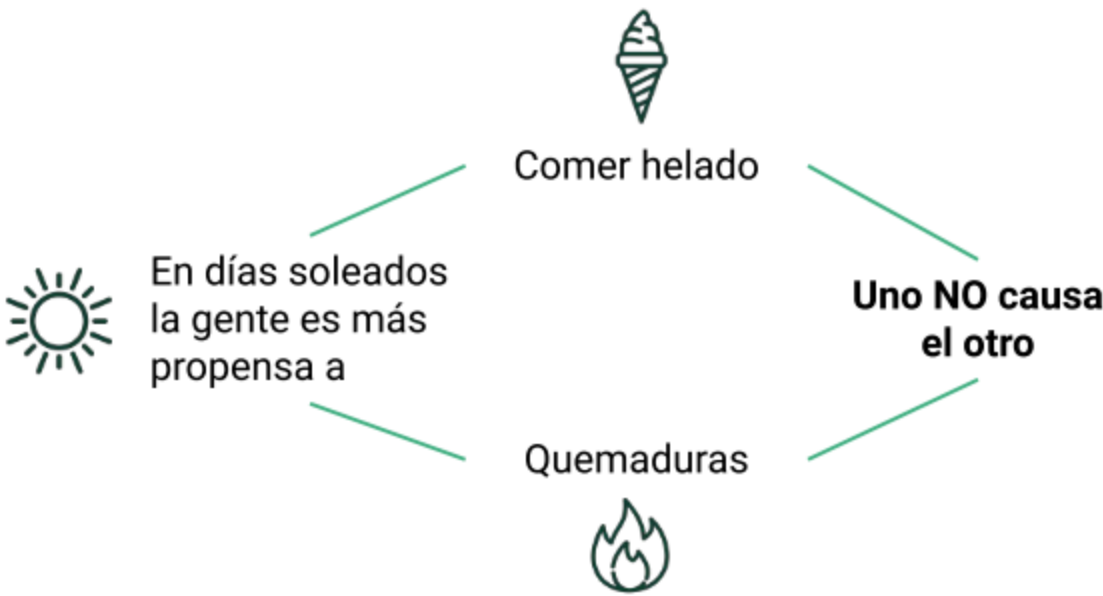 Comer helado
En días soleados
la gente es más
propensa a
Uno NO causa
el otro
Quemaduras